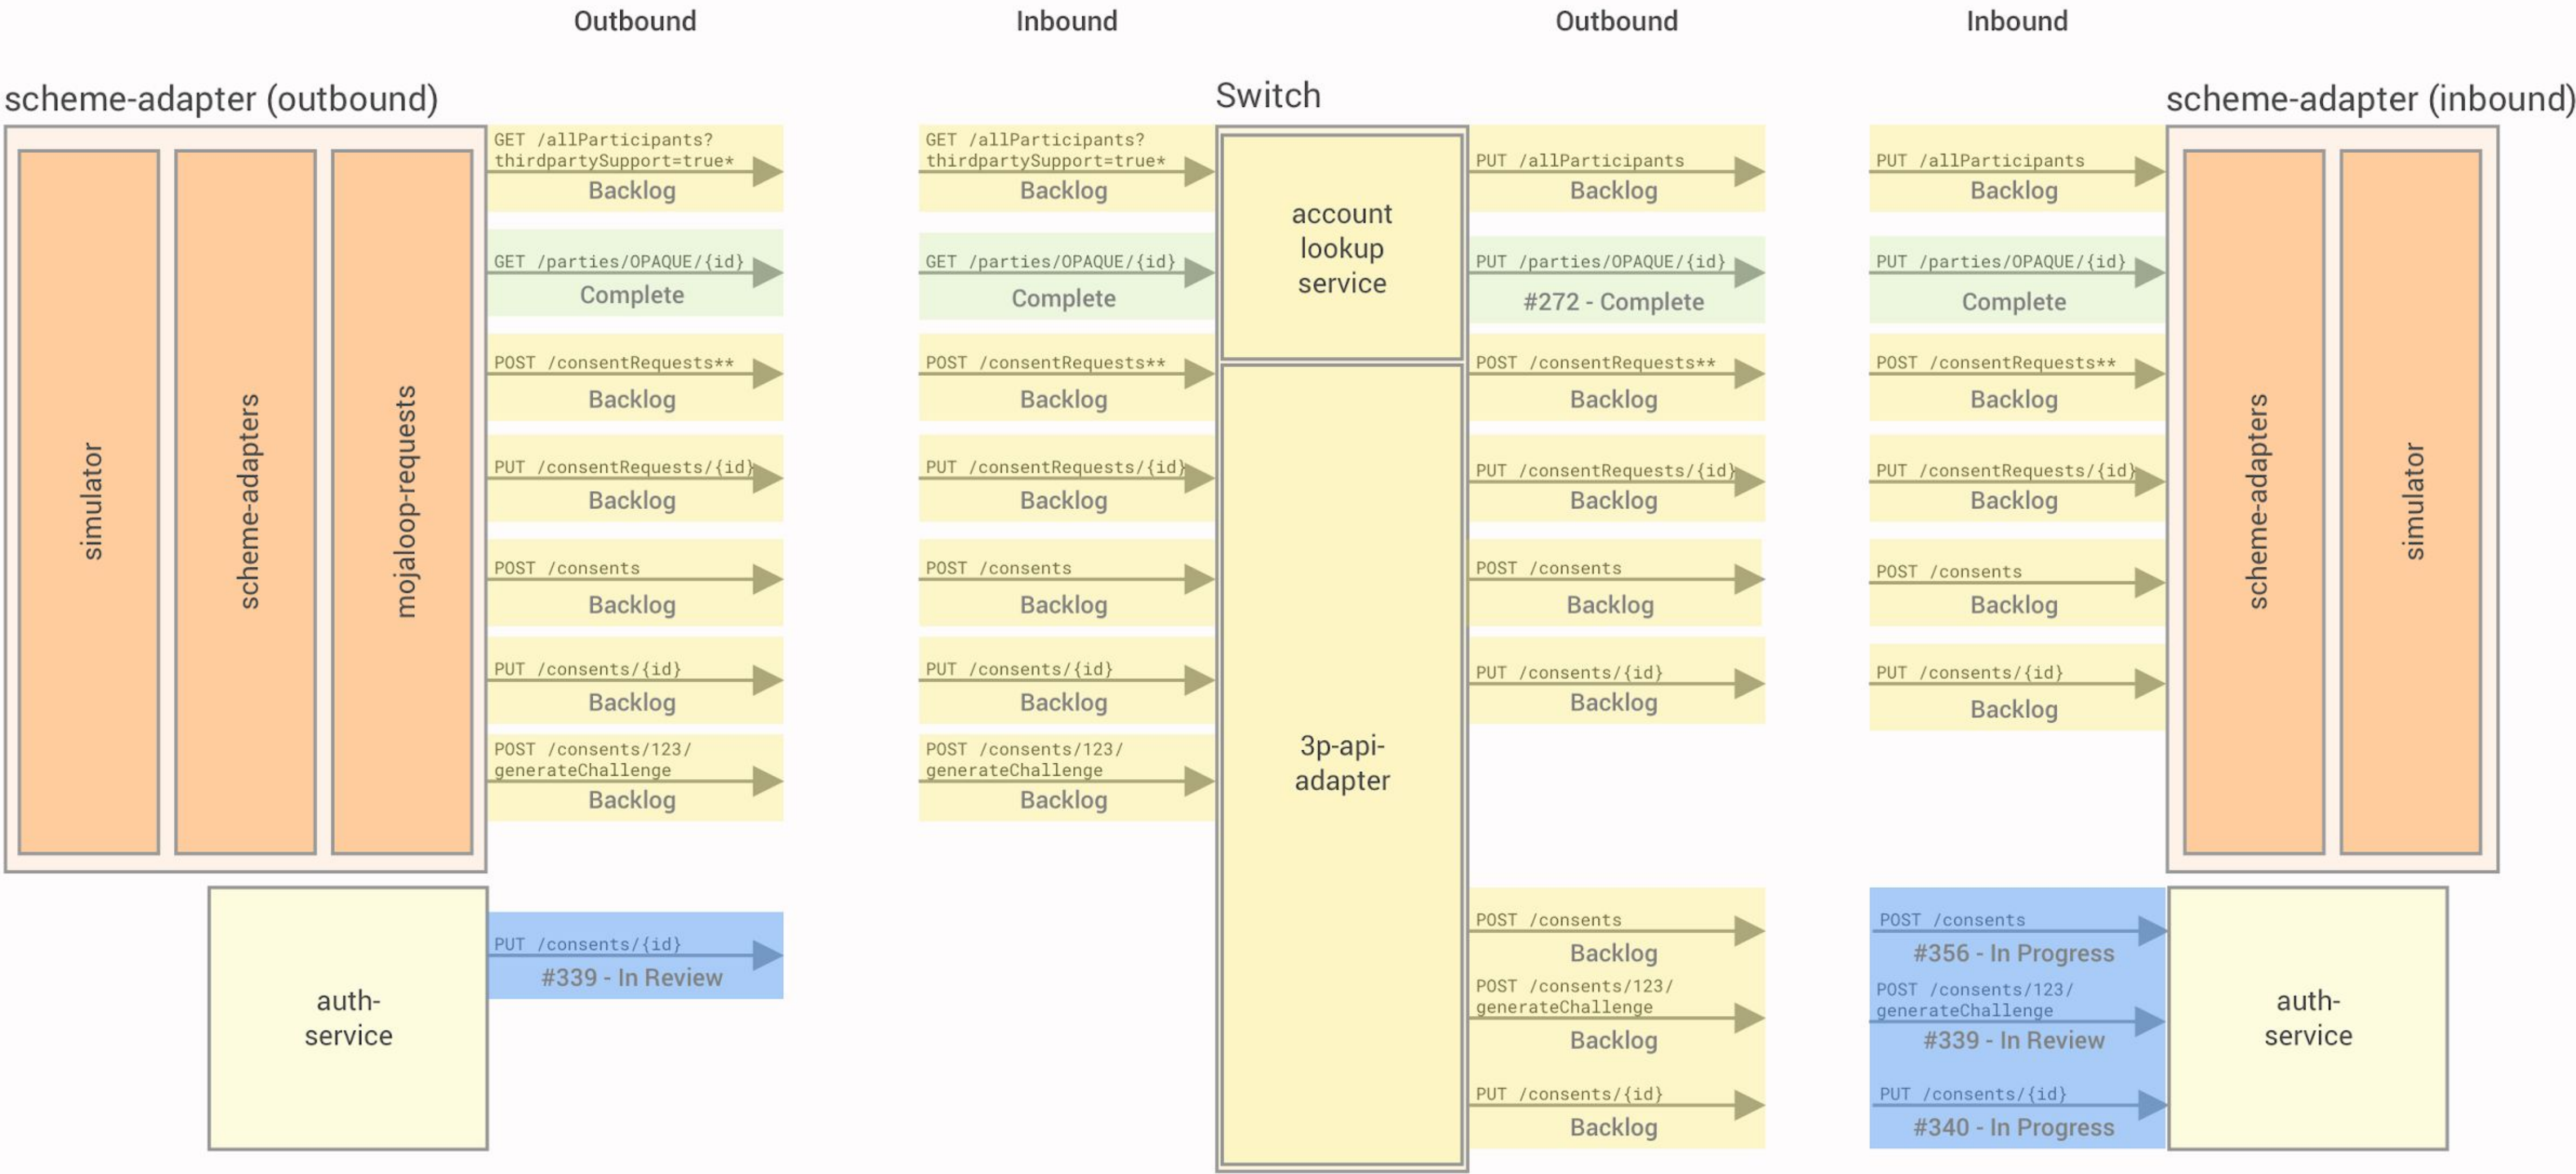 Outbound
Inbound
Outbound
Inbound
scheme-adapter (outbound)
Switch
scheme-adapter (inbound)
simulator
scheme-adapters
mojaloop-requests
GET /allParticipants?
thirdpartySupport=true*
Backlog
GET /parties/OPAQUE/{id}
Complete
POST /consentRequests**
Backlog
PUT /consentRequests/{id}
Backlog
POST /consents
Backlog
PUT /consents/{id}
Backlog
POST /consents/123/
generateChallenge
Backlog
auth-
service
PUT /consents/{id}
#339 - In Review
GET /allParticipants?
thirdpartySupport=true*
Backlog
GET /parties/OPAQUE/{id}
Complete
POST /consentRequests**
Backlog
PUT /consentRequests/{id}
Backlog
POST /consents
Backlog
PUT /consents/{id}
Backlog
POST /consents/123/
generateChallenge
Backlog
account
lookup
service
3p-api-
adapter
PUT /allParticipants
Backlog
PUT /parties/OPAQUE/{id}
#272 - Complete
POST /consentRequests**
Backlog
PUT /consentRequests/{id}
Backlog
POST /consents
Backlog
PUT /consents/{id}
Backlog
POST /consents
Backlog
POST /consents/123/
generateChallenge
Backlog
PUT /consents/{id}
Backlog
PUT /allParticipants
Backlog
PUT /parties/OPAQUE/{id}
Complete
POST /consentRequests**
Backlog
PUT /consentRequests/{id}
Backlog
POST /consents
Backlog
PUT /consents/{id}
Backlog
POST /consents
#356 - In Progress
POST /consents/123/
generateChallenge
#339 - In Review
PUT /consents/{id}
#340 - In Progress
scheme-adapters
simulator
auth-
service